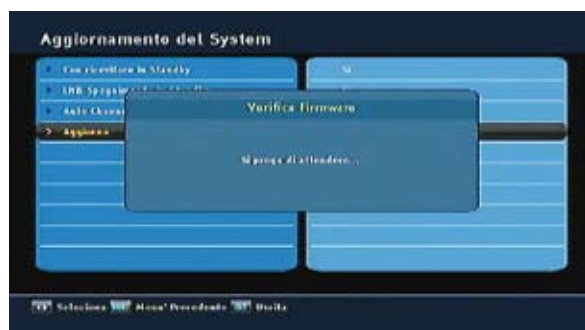 Aggiornamento del System
Con ricevitore in Standby
Si
LNB
Auto
Verifica Firmware
Aggiorna
Si prega di attendere...
Seleziona Menu' Precedente Uscita